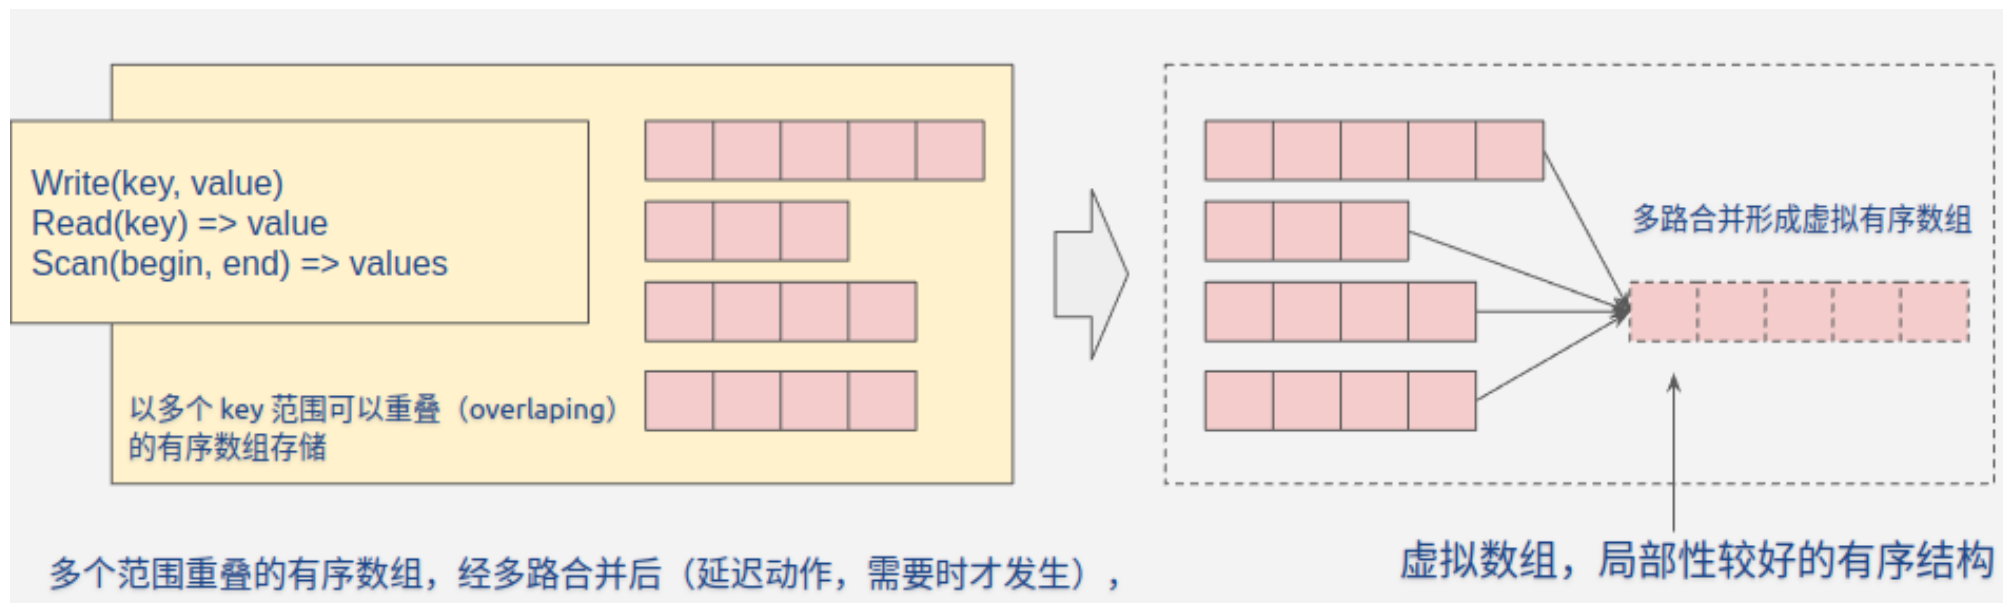 Write(key, value)
Read(key) => value
Scan(begin, end) => values
以多个 key 范围可以重叠（overlaping）
的有序数组存储
多路合并形成虚拟有序数组
多个范围重叠的有序数组，经多路合并后（延迟动作，需要时才发生），
虚拟数组，局部性较好的有序结构